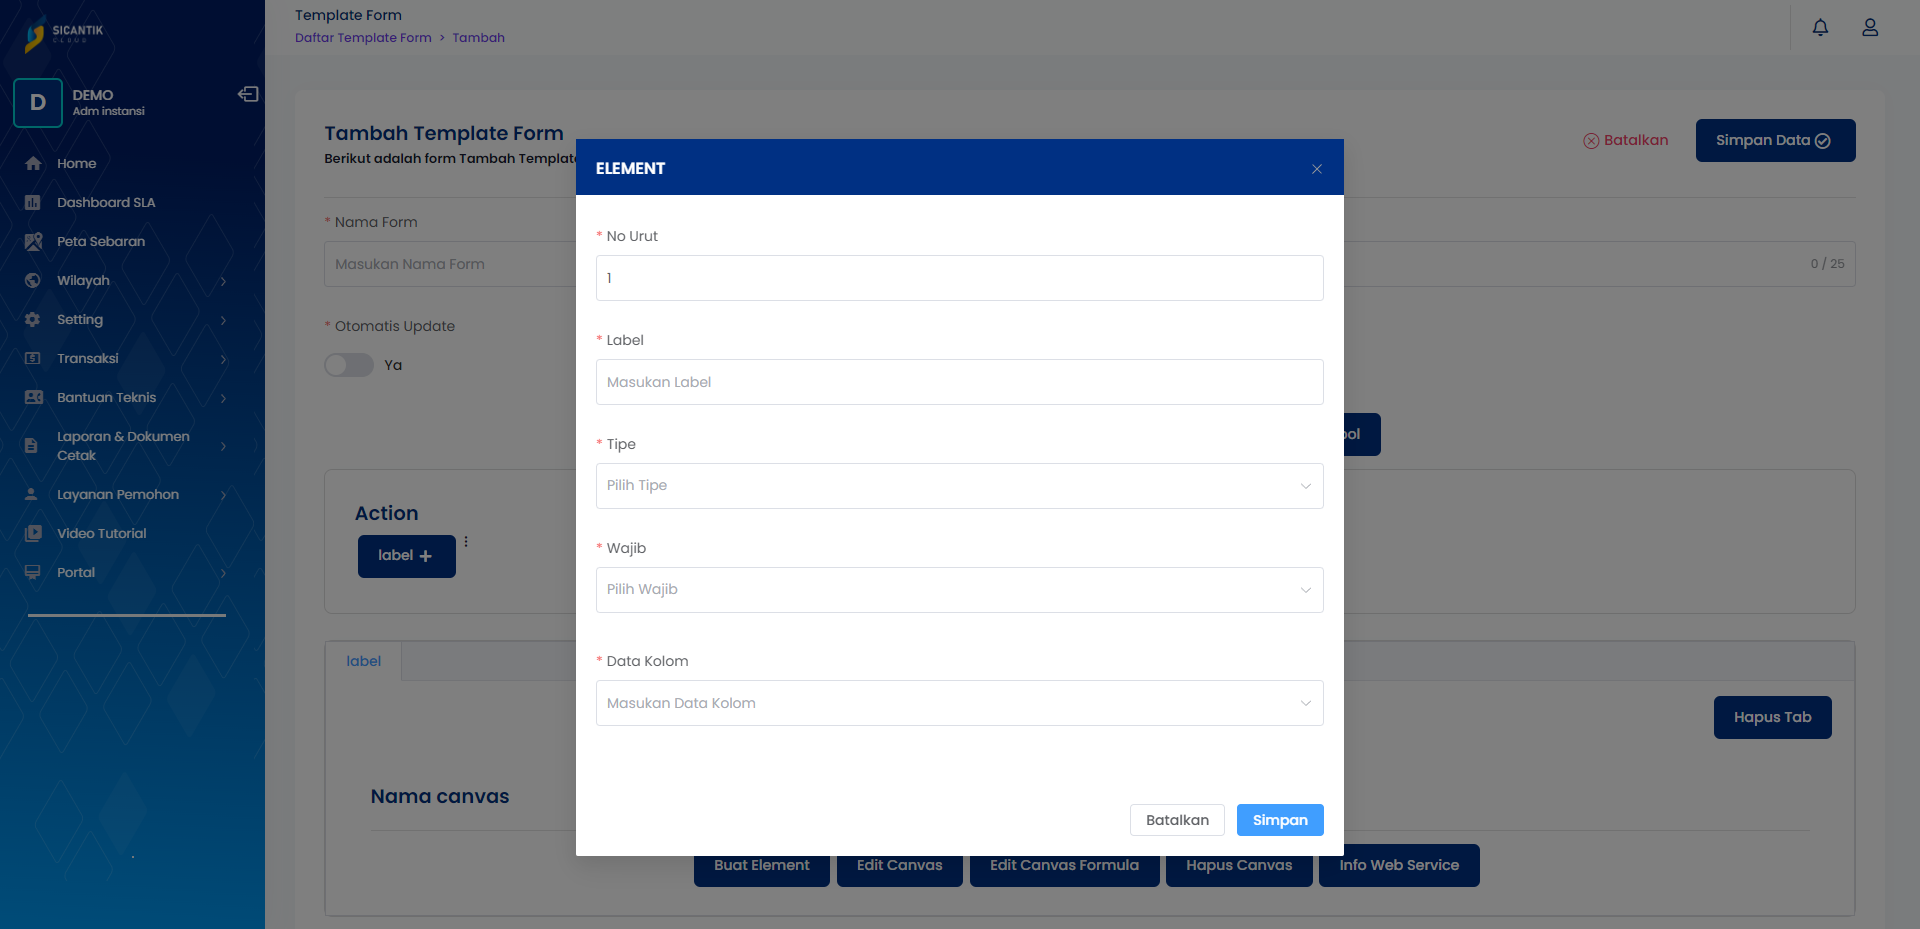 SICANTIK
CLOUD
D
DEMO
Adm instansi
Home
Dashboard SLA
Peta Sebaran
Wilayah
Setting
Transaksi
Bantuan Teknis
Laporan & Dokumen
Cetak
Layanan Pemohon
Video Tutorial
Portal
Template Form
Daftar Template Form > Tambah
Tambah Template Form
Berikut adalah form Tambah Template
Batalkan
Simpan Data
* Nama Form
Masukan Nama Form
0 / 25
* Otomatis Update
Ya
Action
label +
label
Hapus Tab
Nama canvas
Buat Element
Edit Canvas
Edit Canvas Formula
Hapus Canvas
Info Web Service
ELEMENT
* No Urut
1
* Label
Masukan Label
* Tipe
Pilih Tipe
* Wajib
Pilih Wajib
* Data Kolom
Masukan Data Kolom
Batalkan
Simpan